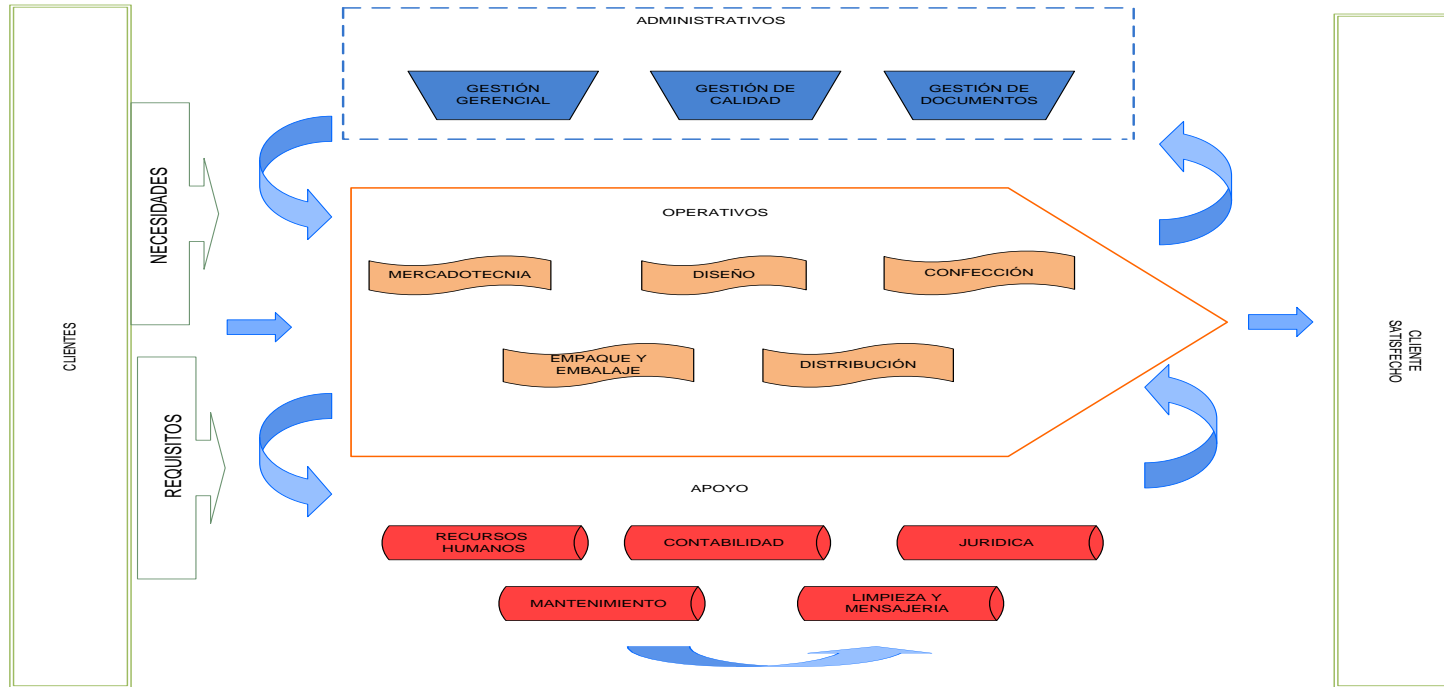 ADMINISTRATIVOS
GESTIÓN
GERENCIAL
GESTIÓN DE
CALIDAD
GESTIÓN DE
DOCUMENTOS
CLIENTES
NECESIDADES
REQUISITOS
OPERATIVOS
MERCADOTECNIA
DISEÑO
CONFECCIÓN
EMPAQUE Y
EMBALAJE
DISTRIBUCIÓN
APOYO
RECURSOS
HUMANOS
CONTABILIDAD
JURIDICA
MANTENIMIENTO
LIMPIEZA Y
MENSAJERIA
CLIENTE
SATISFECHO